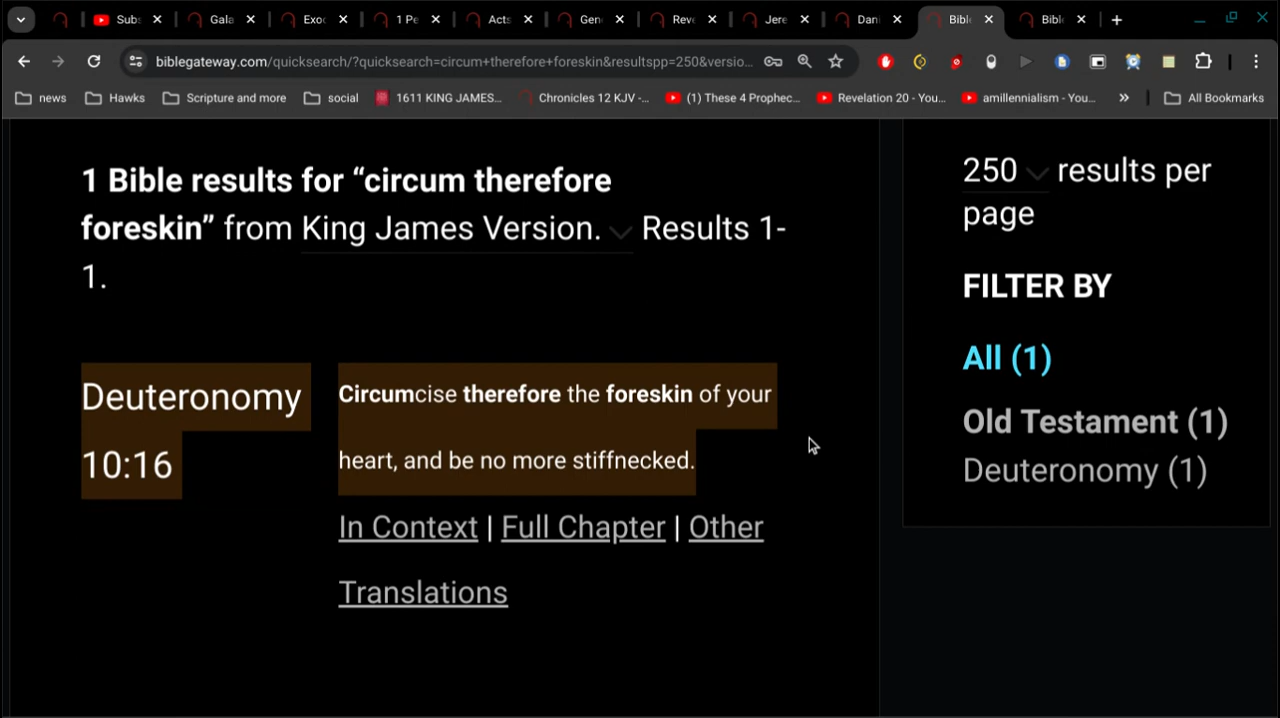 Sub:
Gala
Exo
1 Pe
Acts
Gen
Reve
Jere
Dani
Bibl
Bibl
biblegateway.com/quicksearch/?quicksearch=circum+therefore+foreskin&resultspp=250&versio...
news
Hawks
Scripture and more
social
1611 KING JAMES...
Chronicles 12 KJV -...
(1) These 4 Prophec...
Revelation 20 - You...
amillennialism - You...
»
All Bookmarks
1 Bible results for “circum therefore
foreskin” from King James Version. Results 1-
1.
Deuteronomy
10:16
Circumcise therefore the foreskin of your
heart, and be no more stiffnecked.
In Context | Full Chapter | Other
Translations
250 results per
page
FILTER BY
All (1)
Old Testament (1)
Deuteronomy (1)